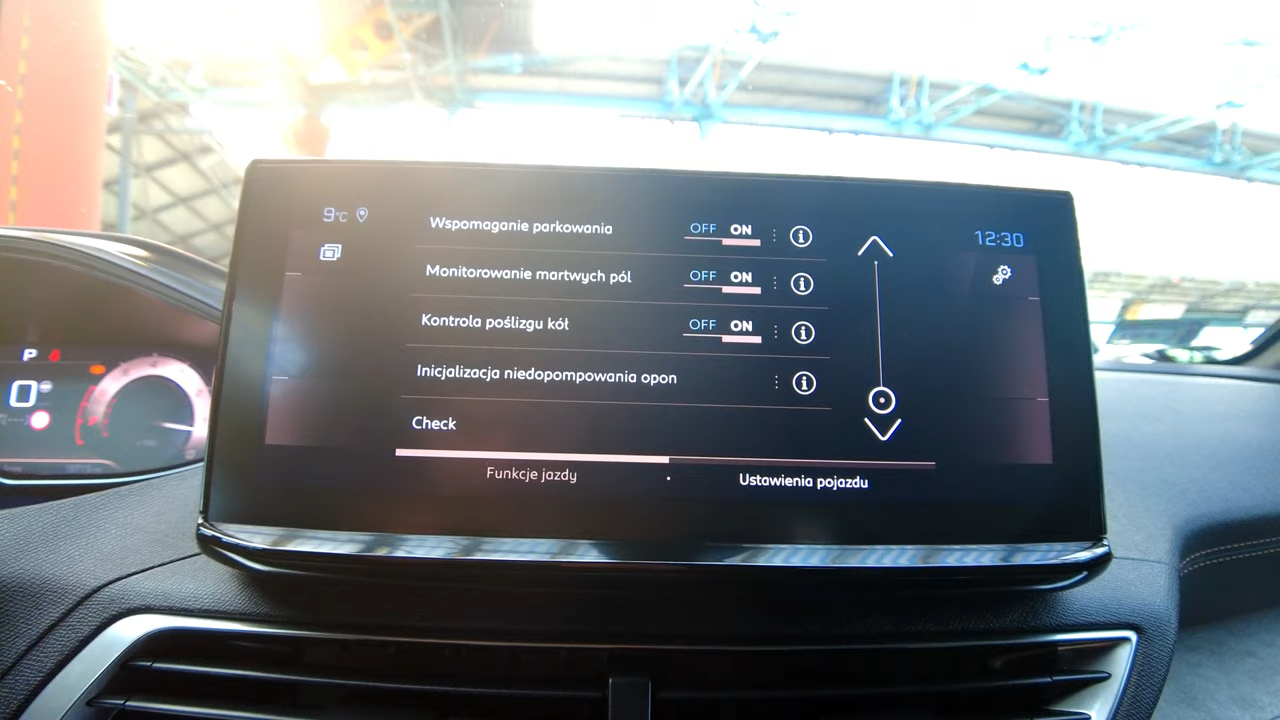 9°C
12:30
Wspomaganie parkowania OFF ON
Monitorowanie martwych pól OFF ON
Kontrola poślizgu kół OFF ON
Inicjalizacja niedopompowania opon
Check
Funkcje jazdy
Ustawienia pojazdu
P
0